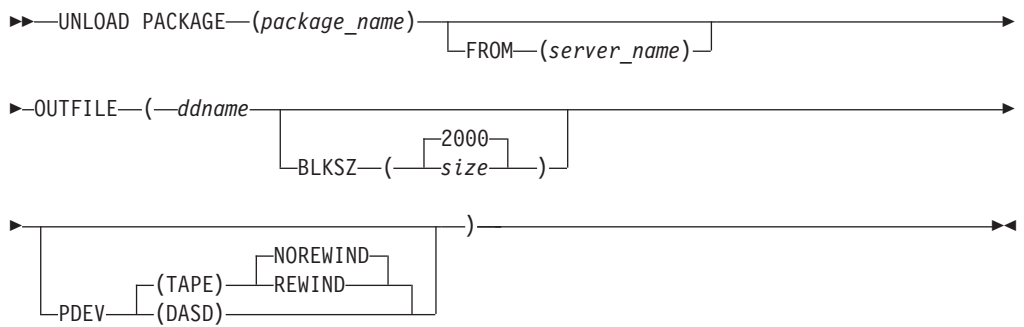 UNLOAD PACKAGE (package_name)
FROM (server_name)
OUTFILE ( ddname
2000
BLKSZ ( size )
)
NOREWIND
(TAPE) REWIND
PDEV (DASD)